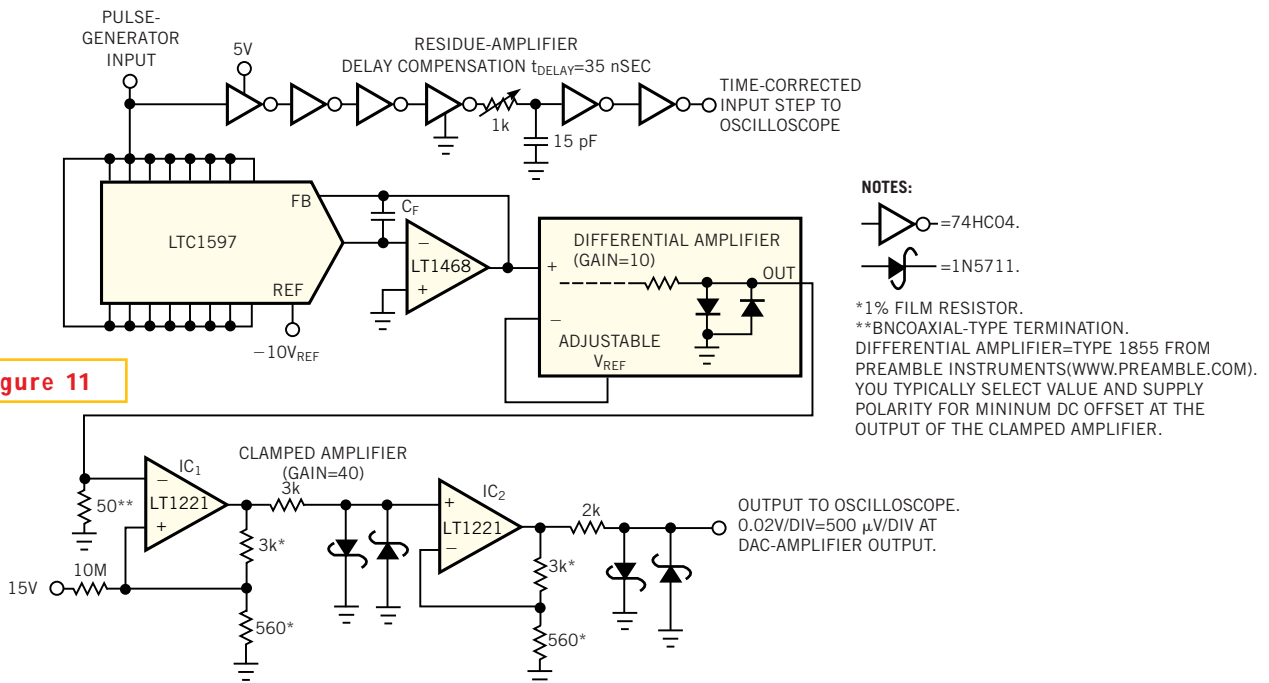 PULSE-
GENERATOR
INPUT
5V
RESIDUE-AMPLIFIER
DELAY COMPENSATION tDELAY=35 nSEC
1k
15 pF
TIME-CORRECTED
INPUT STEP TO
OSCILLOSCOPE
FB
LTC1597
REF
−10VREF
CF
−
LT1468
+
+
DIFFERENTIAL AMPLIFIER
(GAIN=10)
OUT
−
ADJUSTABLE
VREF
NOTES:
=74HC04.
=1N5711.
*1% FILM RESISTOR.
**BNCOAXIAL-TYPE TERMINATION.
DIFFERENTIAL AMPLIFIER=TYPE 1855 FROM
PREAMBLE INSTRUMENTS(WWW.PREAMBLE.COM).
YOU TYPICALLY SELECT VALUE AND SUPPLY
POLARITY FOR MININUM DC OFFSET AT THE
OUTPUT OF THE CLAMPED AMPLIFIER.
gure 11
50**
−
IC1
LT1221
+
15V
10M
CLAMPED AMPLIFIER
(GAIN=40)
3k
3k*
560*
+
IC2
LT1221
−
2k
3k*
560*
OUTPUT TO OSCILLOSCOPE.
0.02V/DIV=500 μV/DIV AT
DAC-AMPLIFIER OUTPUT.